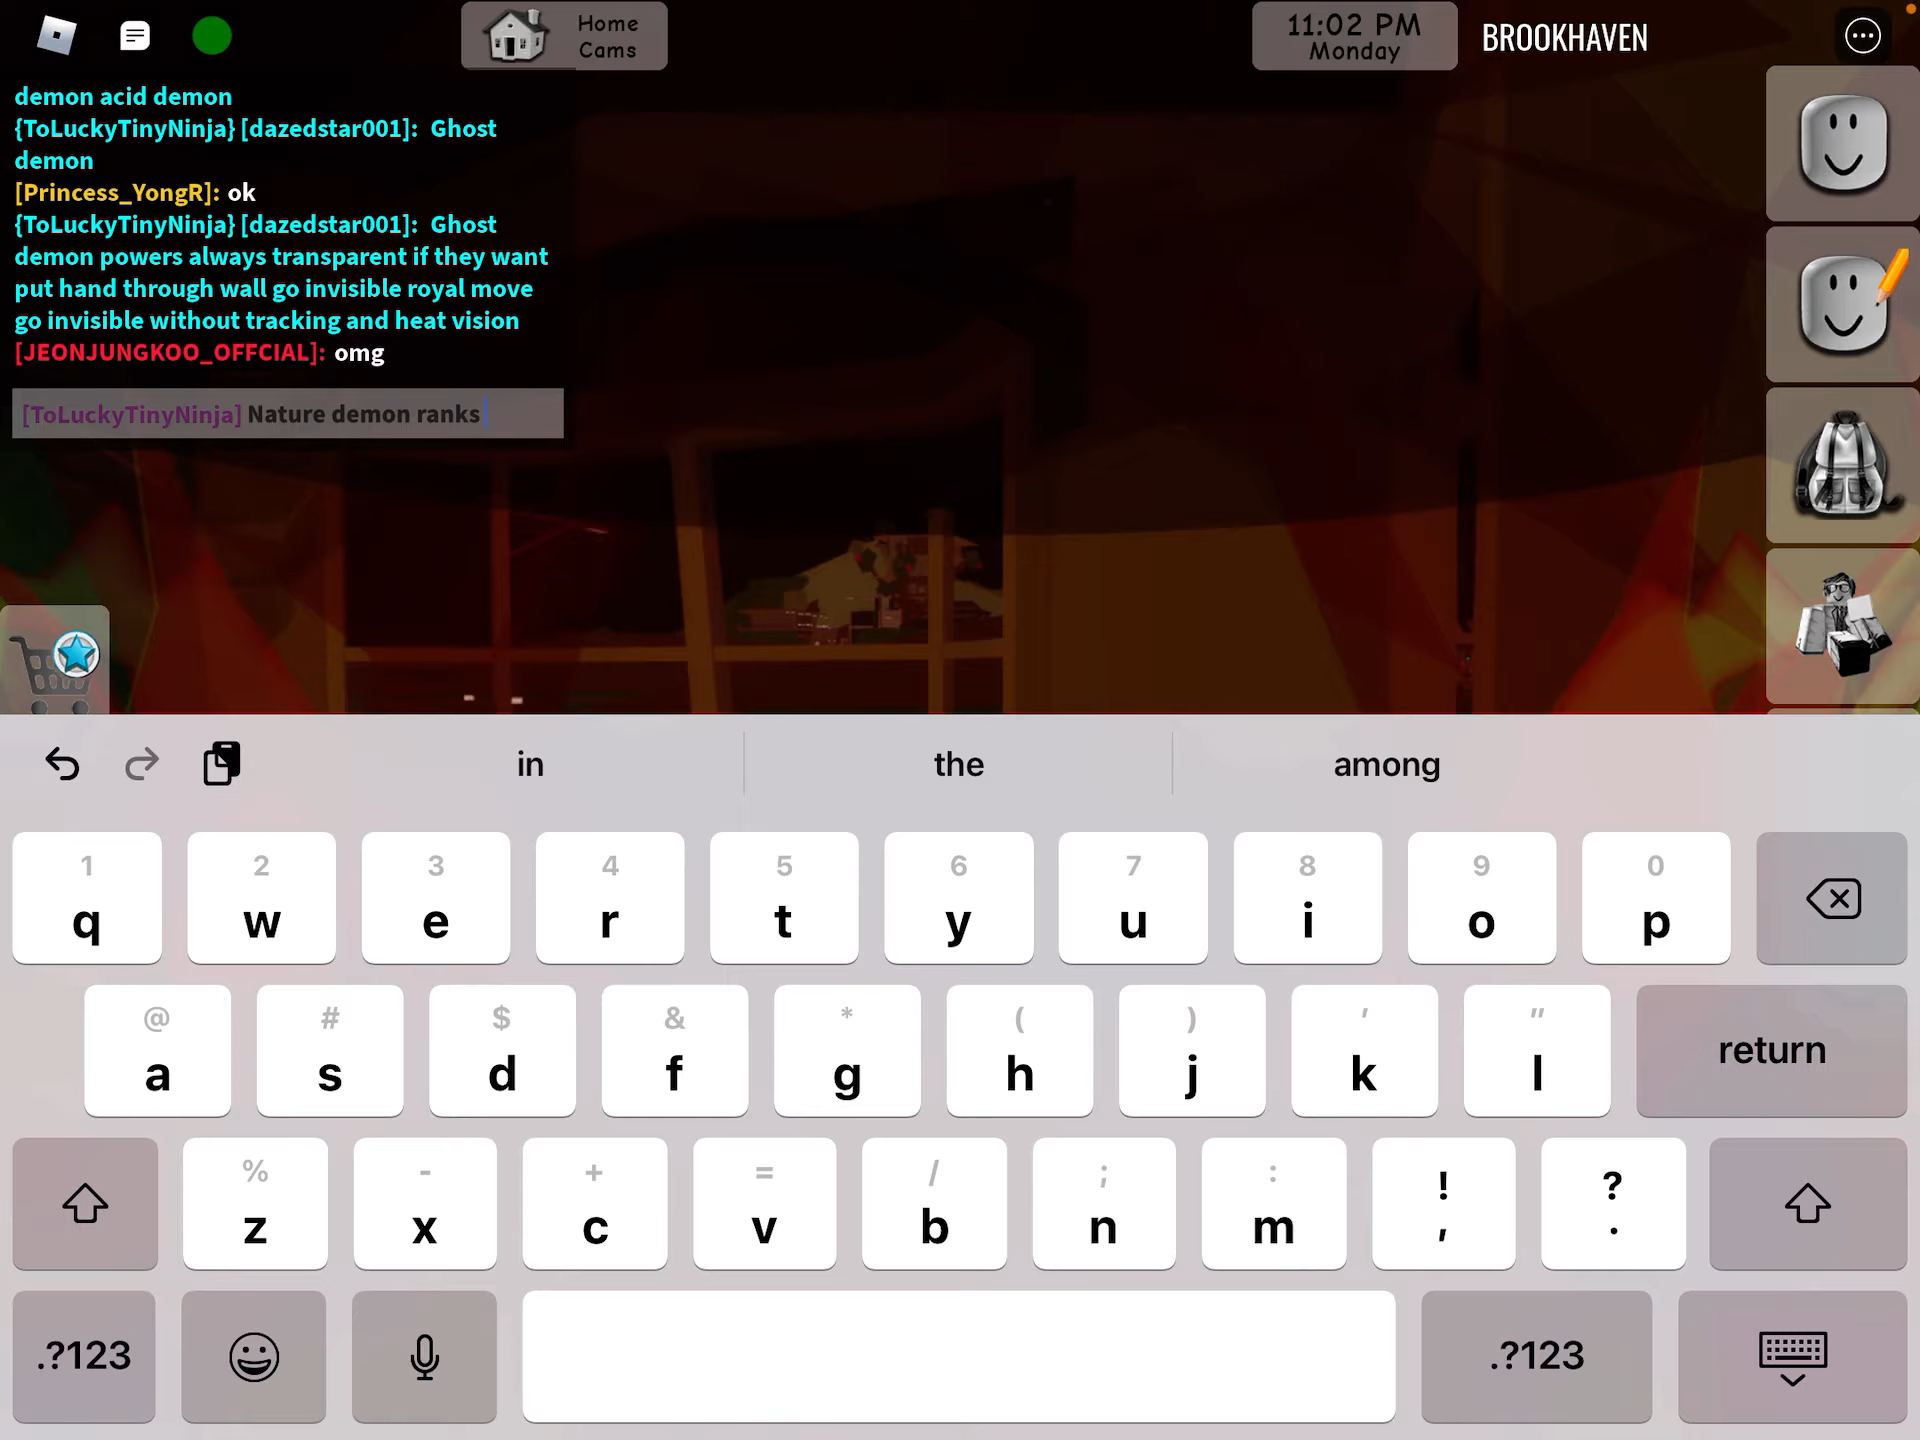 Home
Cams
11:02 PM
Monday
BROOKHAVEN
demon acid demon
{ToLuckyTinyNinja} [dazedstar001]: Ghost
demon
[Princess_YongR]: ok
{ToLuckyTinyNinja} [dazedstar001]: Ghost
demon powers always transparent if they want
put hand through wall go invisible royal move
go invisible without tracking and heat vision
[JEONJUNGKOO_OFFCIAL]: omg
[ToLuckyTinyNinja] Nature demon ranks
in the among
1 2 3 4 5 6 7 8 9 0
q w e r t y u i o p
@ # $ & * ( ) ' "
a s d f g h j k l return
% - + = / ; : ! ?
z x c v b n m , .
.?123 .?123